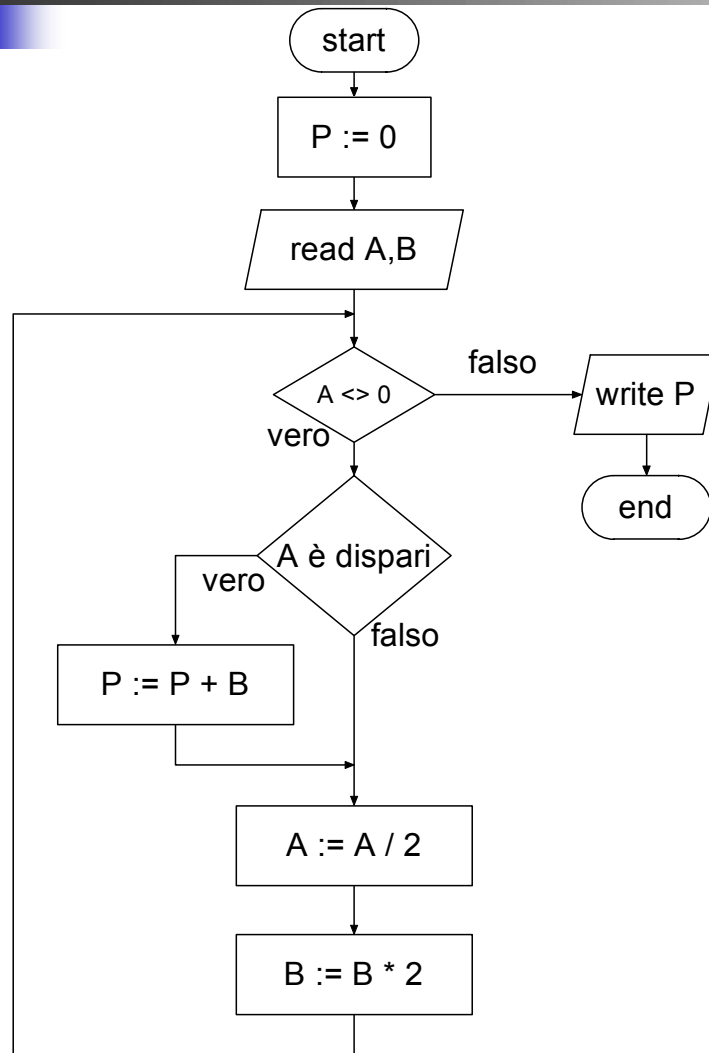 start
P := 0
read A,B
A <> 0
falso
write P
end
vero
A è dispari
vero
falso
P := P + B
A := A / 2
B := B * 2